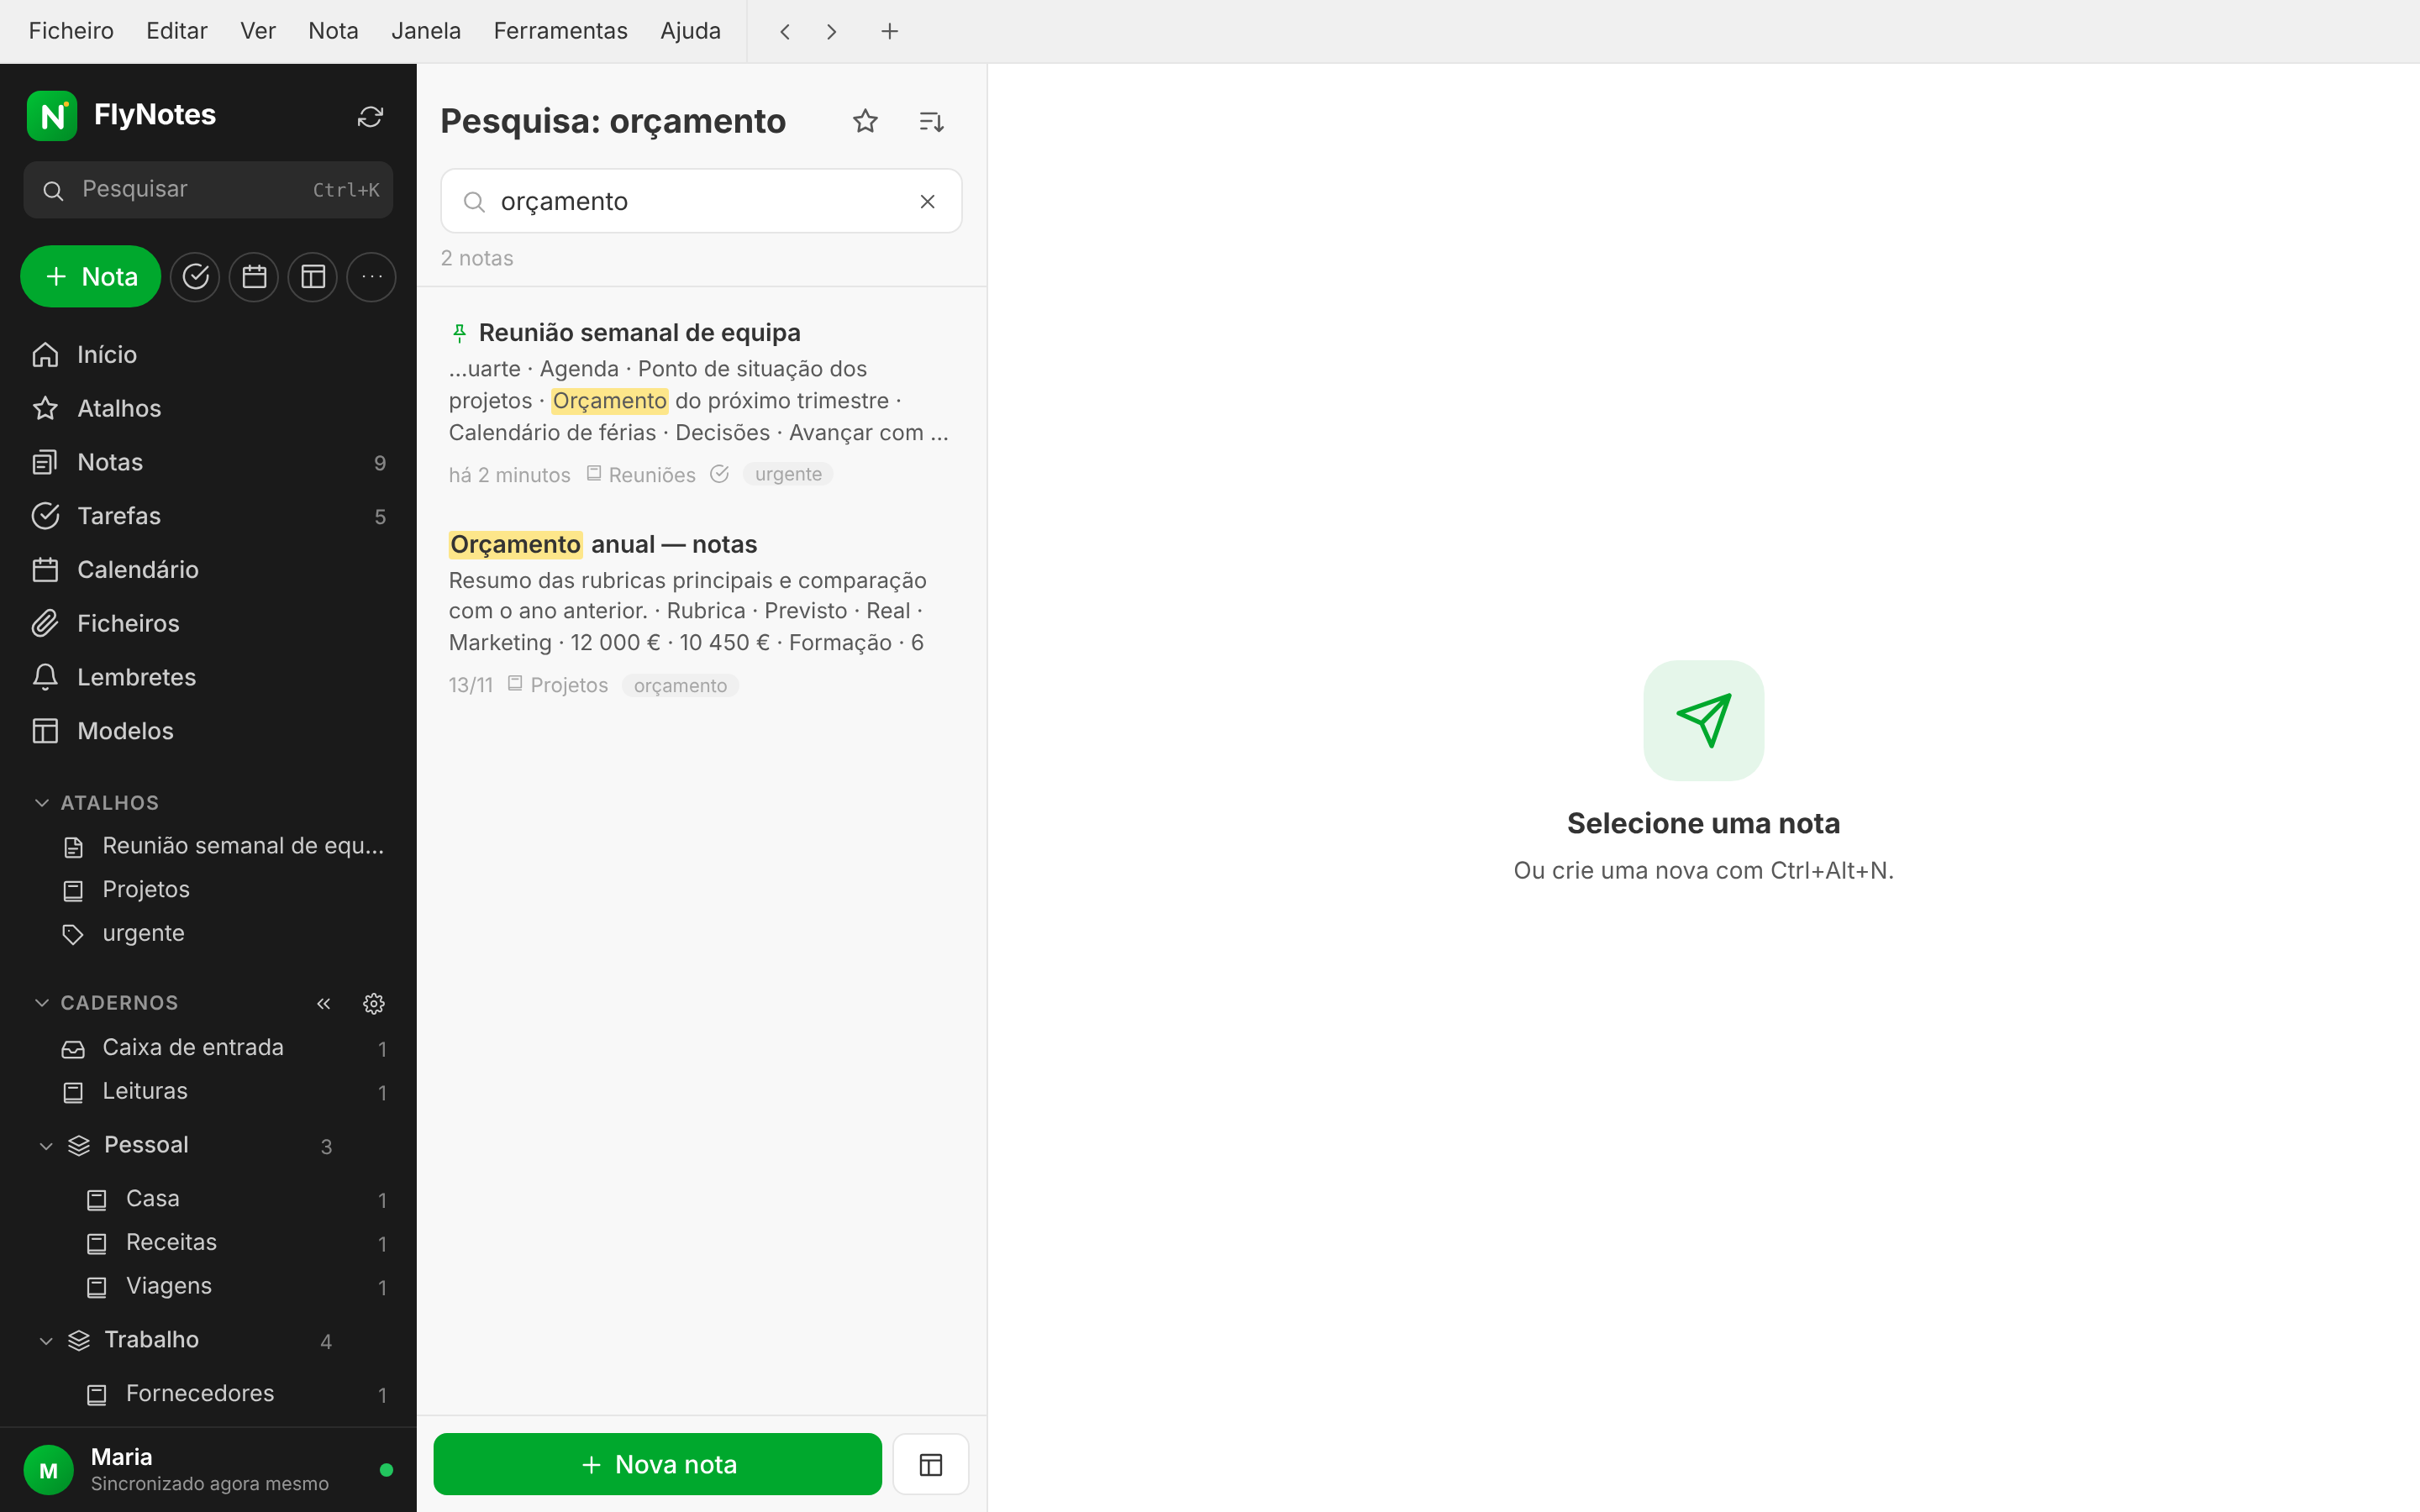 Ficheiro Editar Ver Nota Janela Ferramentas Ajuda
N FlyNotes
Pesquisar Ctrl+K
Nota
Início
Atalhos
Notas 9
Tarefas 5
Calendário
Ficheiros
Lembretes
Modelos
ATALHOS
Reunião semanal de equ...
Projetos
urgente
CADERNOS
Caixa de entrada 1
Leituras 1
Pessoal 3
Casa 1
Receitas 1
Viagens 1
Trabalho 4
Fornecedores 1
M Maria
Sincronizado agora mesmo
Pesquisa: orçamento
orçamento
2 notas
Reunião semanal de equipa
...uarte · Agenda · Ponto de situação dos
projetos · Orçamento do próximo trimestre ·
Calendário de férias · Decisões · Avançar com ...
há 2 minutos Reuniões urgente
Orçamento anual — notas
Resumo das rubricas principais e comparação
com o ano anterior. · Rubrica · Previsto · Real ·
Marketing · 12 000 € · 10 450 € · Formação · 6
13/11 Projetos orçamento
Nova nota
Selecione uma nota
Ou crie uma nova com Ctrl+Alt+N.